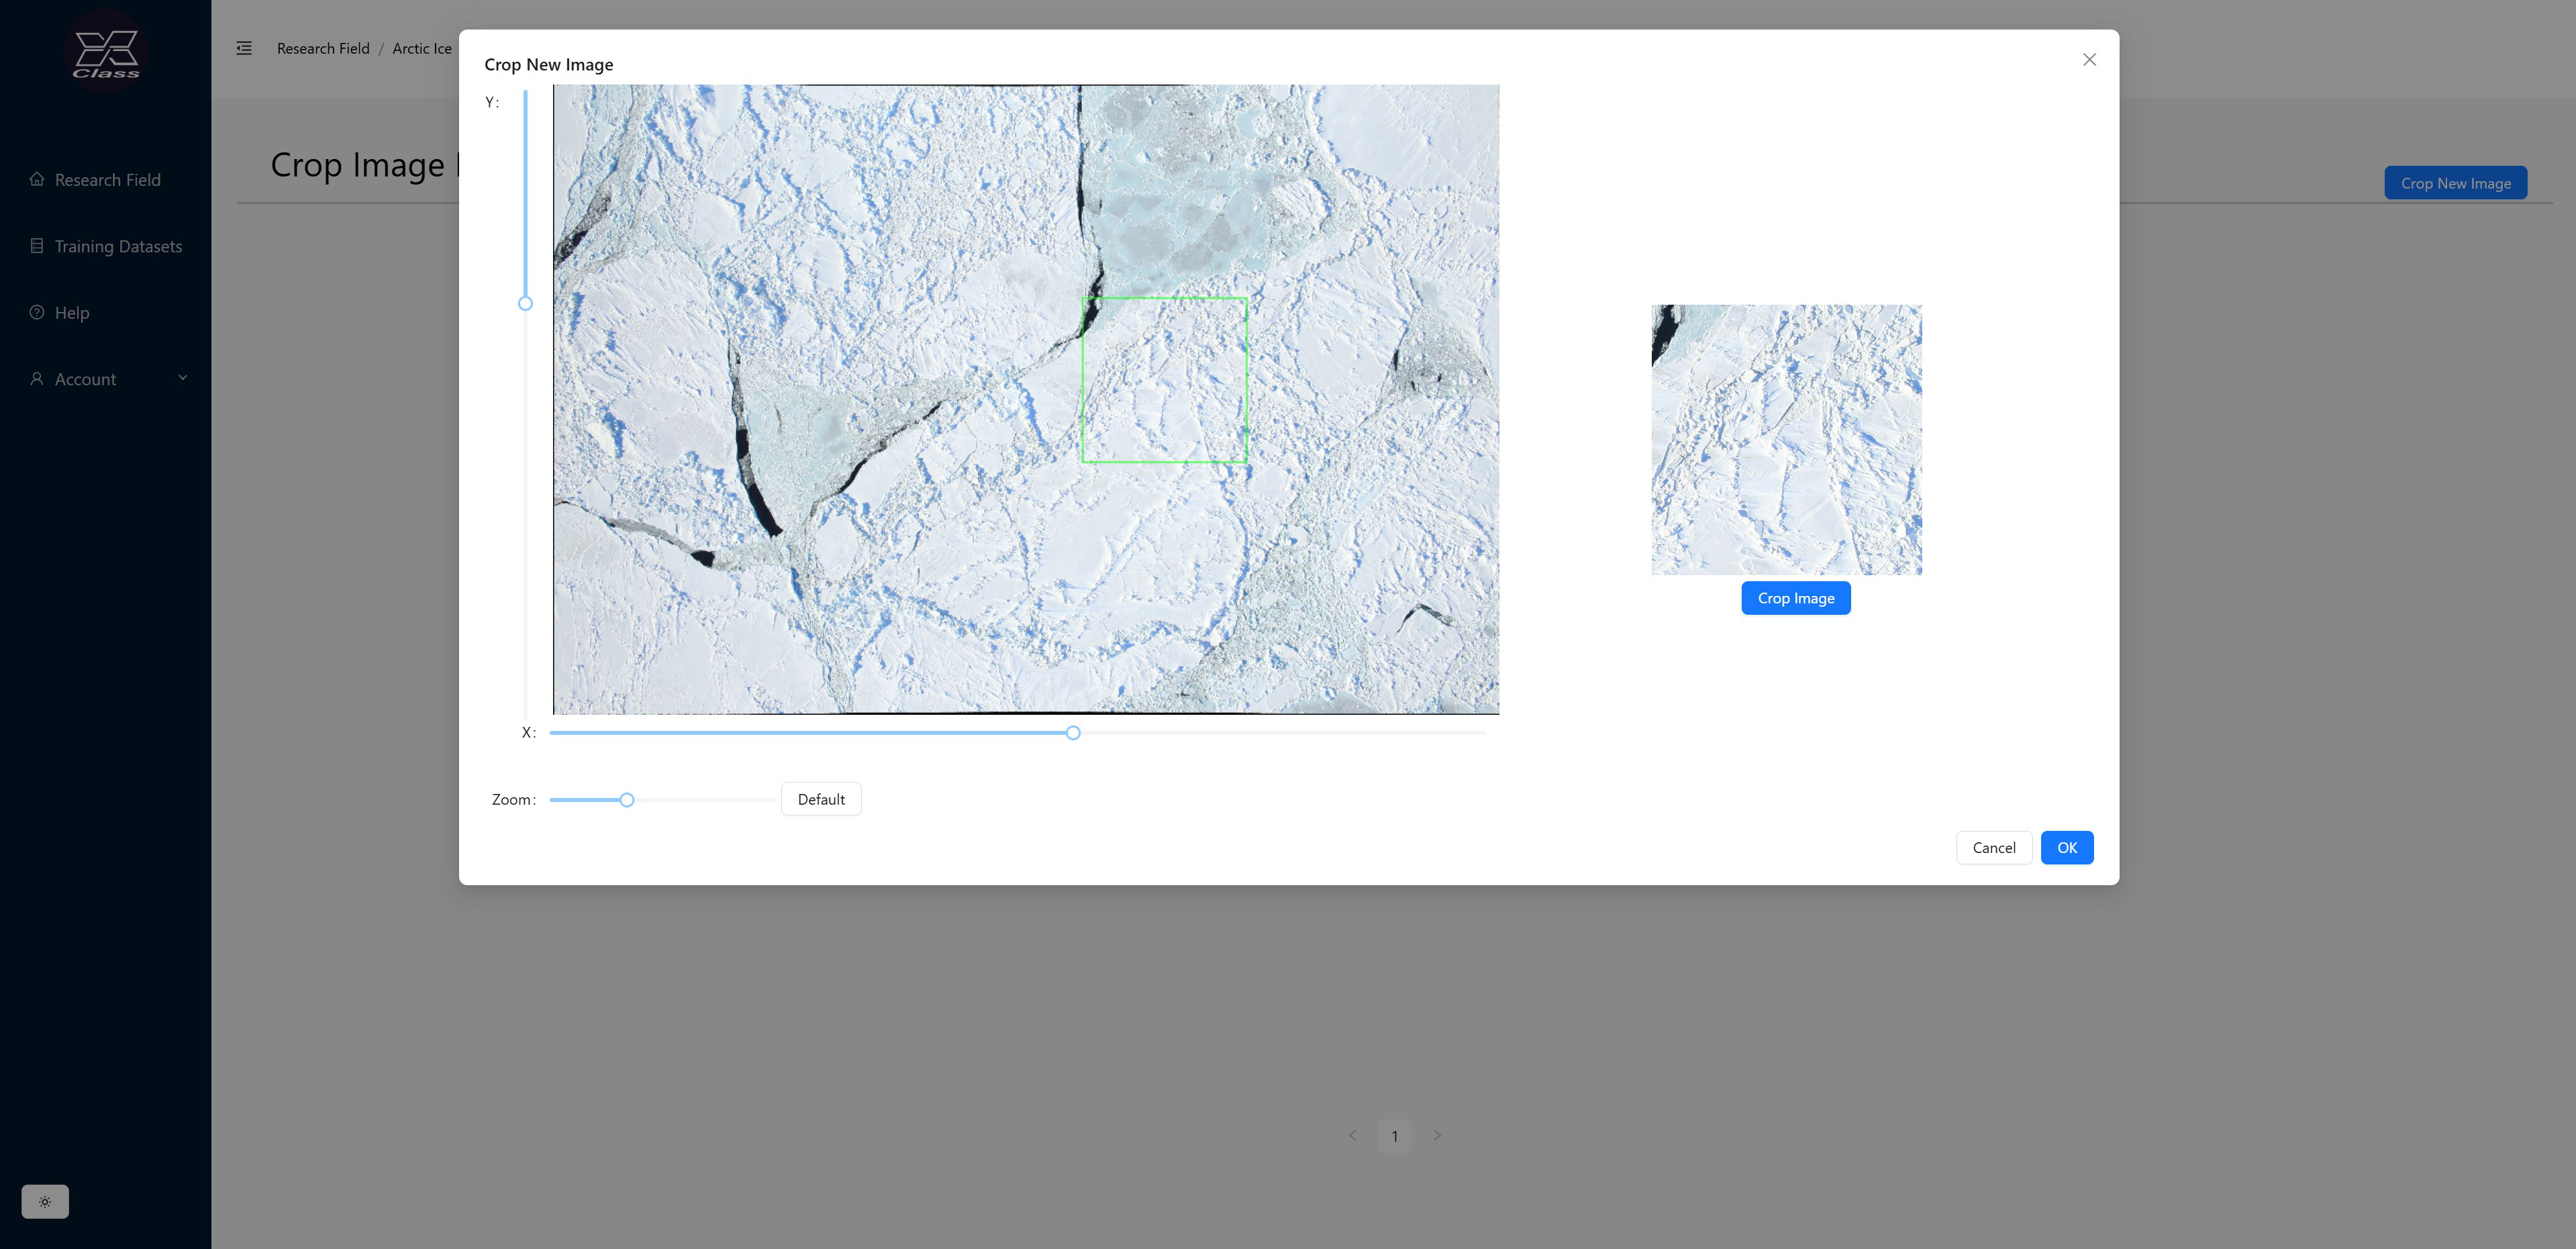 Class
Research Field
Training Datasets
Help
Account
Research Field / Arctic Ice
Crop Image
Crop New Image
Crop New Image
Y:
X:
Zoom:
Default
Crop Image
Cancel
OK
1